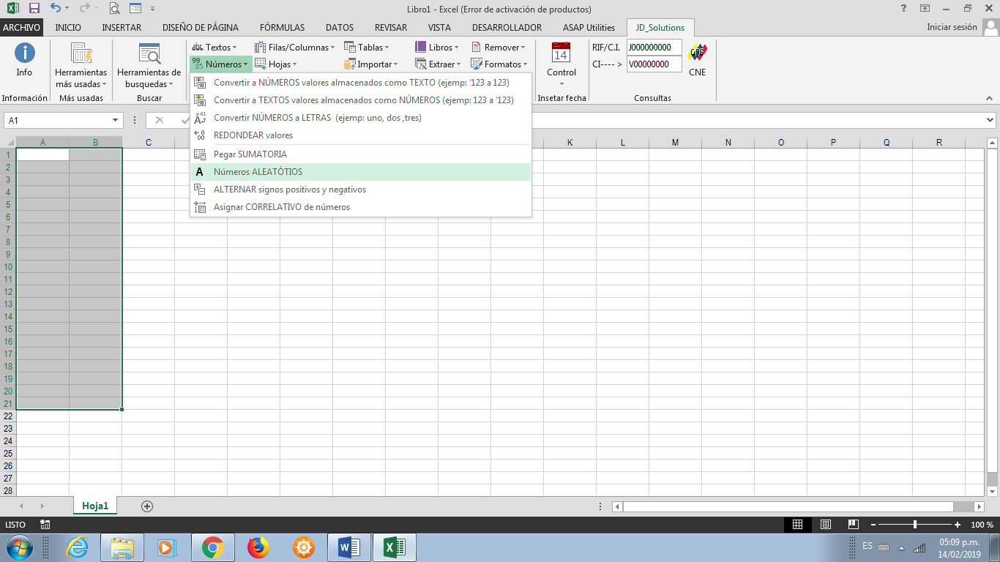 Libro1 - Excel (Error de activación de productos)
ARCHIVO INICIO INSERTAR DISEÑO DE PÁGINA FÓRMULAS DATOS REVISAR VISTA DESARROLLADOR ASAP Utilities JD_Solutions Iniciar sesión
abc Textos Filas/Columnas Tablas Libros Remover RIF/C.I. J000000000
Números Hojas Importar Extraer Formatos CI---- > V00000000
Info Herramientas más usadas Herramientas de busquedas 14 Control CNE
Información Más usadas Buscar Insetar fecha Consultas
Convertir a NÚMEROS valores almacenados como TEXTO (ejemp: '123 a 123)
Convertir a TEXTOS valores almacenados como NÚMEROS (ejemp: 123 a '123)
Convertir NÚMEROS a LETRAS (ejemp: uno, dos ,tres)
REDONDEAR valores
Pegar SUMATORIA
A Números ALEATÓTIOS
ALTERNAR signos positivos y negativos
Asignar CORRELATIVO de números
A1
A B C K L M N O P Q R
1
2
3
4
5
6
7
8
9
10
11
12
13
14
15
16
17
18
19
20
21
22
23
24
25
26
27
28
Hoja1
LISTO 100 %
ES 05:09 p.m.
14/02/2019